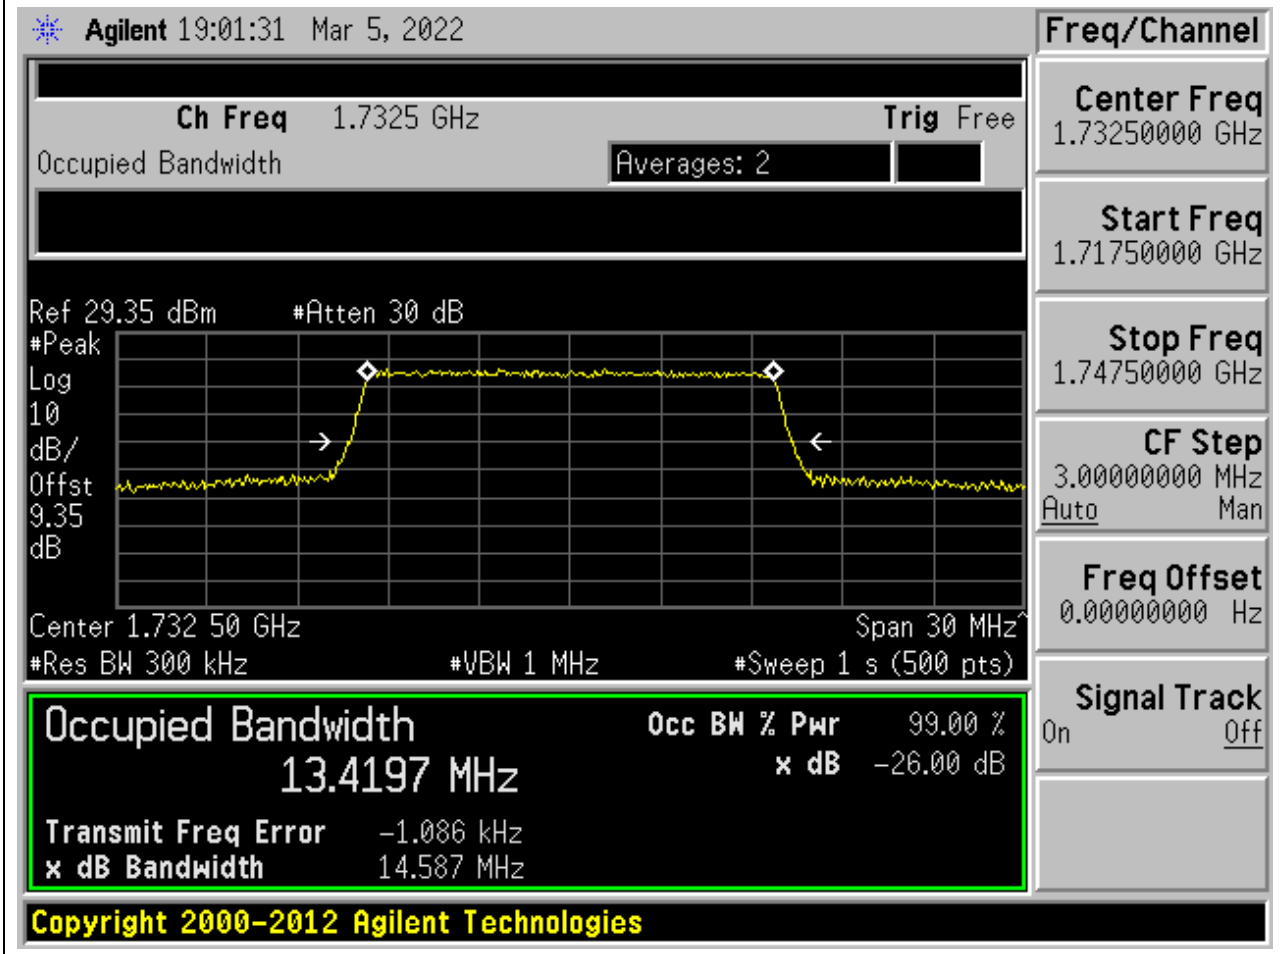 Agilent 19:01:31 Mar 5, 2022
Freq/Channel
Ch Freq 1.7325 GHz Trig Free
Occupied Bandwidth Averages: 2
Ref 29.35 dBm #Atten 30 dB
#Peak
Log
10
dB/
Offst
9.35
dB
Center 1.732 50 GHz Span 30 MHz^
#Res BW 300 kHz #VBW 1 MHz #Sweep 1 s (500 pts)
Occupied Bandwidth Occ BW % Pwr 99.00 %
13.4197 MHz x dB -26.00 dB
Transmit Freq Error -1.086 kHz
x dB Bandwidth 14.587 MHz
Copyright 2000-2012 Agilent Technologies
Center Freq
1.73250000 GHz
Start Freq
1.71750000 GHz
Stop Freq
1.74750000 GHz
CF Step
3.00000000 MHz
Auto Man
Freq Offset
0.00000000 Hz
Signal Track
On Off